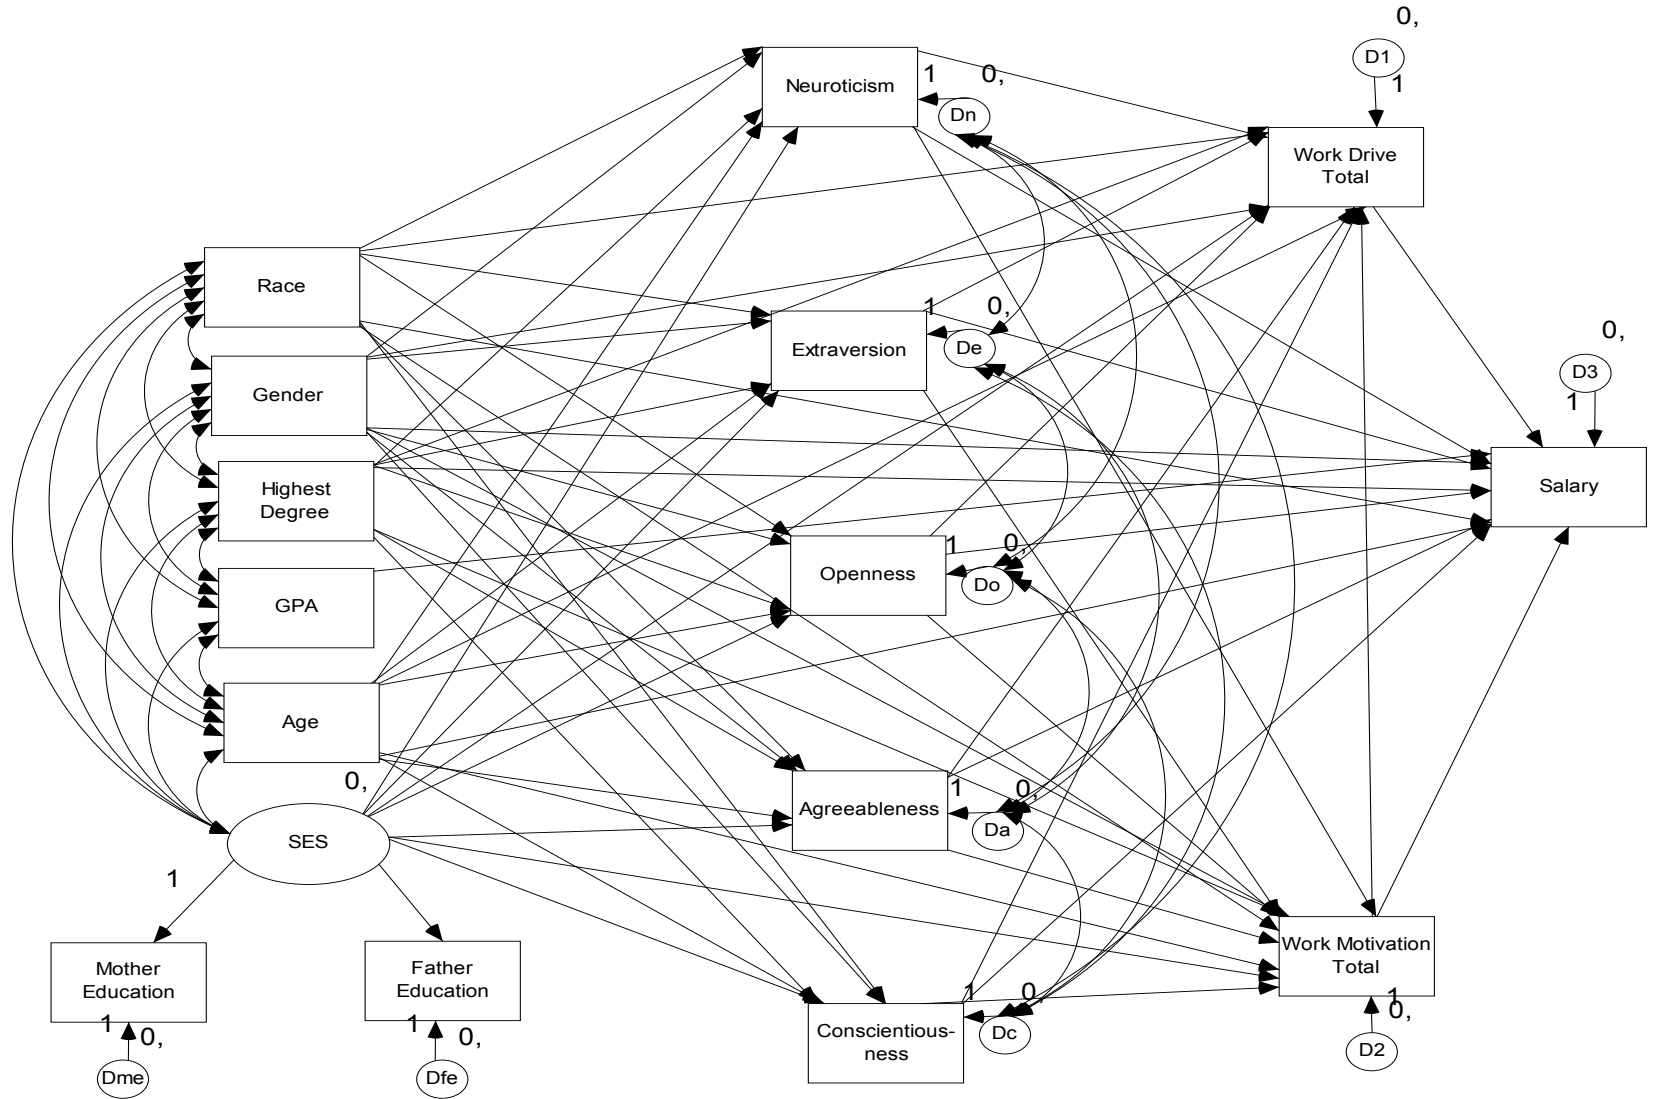 0,
D1
1
Neuroticism
1
0,
Dn
Work Drive
Total
Race
Extraversion
1
0,
De
0,
D3
1
Gender
Highest
Degree
Salary
Openness
1
0,
Do
GPA
Age
0,
Agreeableness
1
0,
Da
SES
1
Mother
Education
1
0,
Dme
Father
Education
1
0,
Dfe
Conscientious-
ness
1
0,
Dc
Work Motivation
Total
1
0,
D2